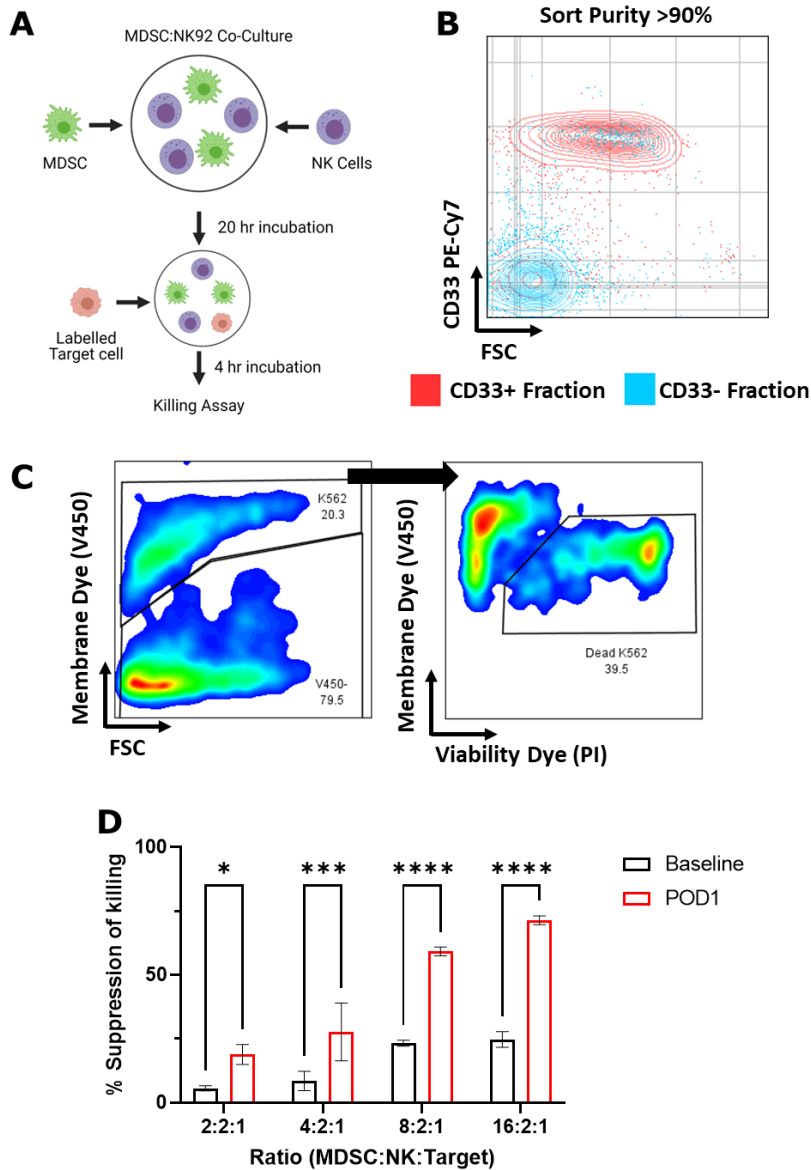 A
MDSC:NK92 Co-Culture
MDSC
NK Cells
20 hr incubation
Labelled
Target cell
4 hr incubation
Killing Assay
B
Sort Purity >90%
CD33 PE-Cy7
FSC
CD33+ Fraction
CD33- Fraction
C
Membrane Dye (V450)
K562
20.3
V450-
79.5
FSC
Membrane Dye (V450)
Dead K562
39.5
Viability Dye (PI)
D
% Suppression of killing
100
50
0
* *** **** ****
2:2:1 4:2:1 8:2:1 16:2:1
Ratio (MDSC:NK:Target)
Baseline
POD1